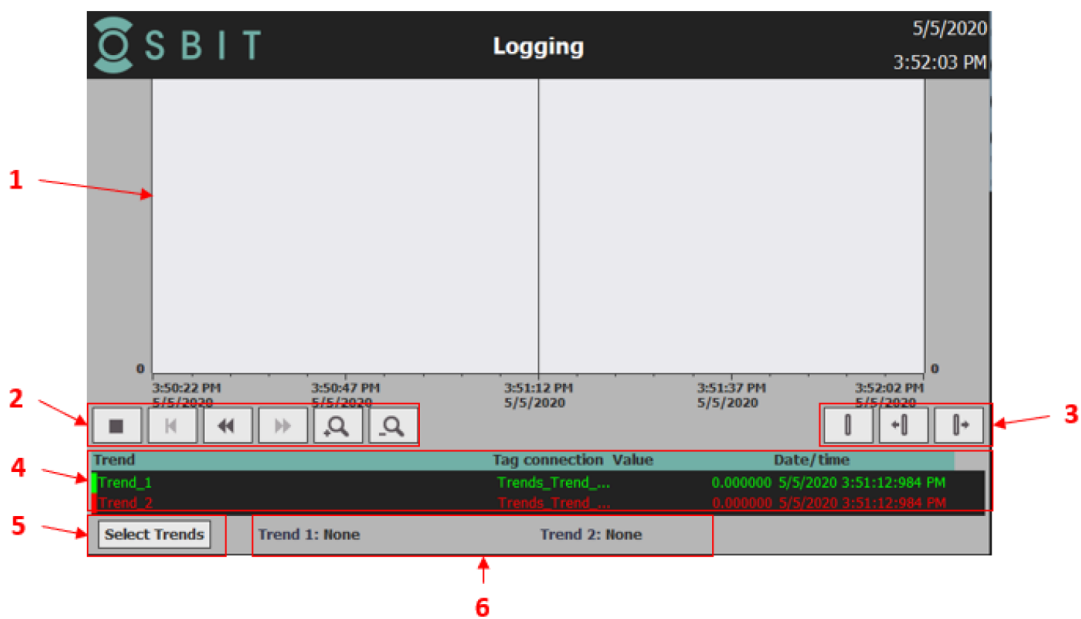 OSBIT
Logging
5/5/2020
3:52:03 PM
1
0
0
3:50:22 PM
5/5/2020
3:50:47 PM
5/5/2020
3:51:12 PM
5/5/2020
3:51:37 PM
5/5/2020
3:52:02 PM
5/5/2020
2
3
Trend Tag connection Value Date/time
4
Trend_1 Trends_Trend_... 0.000000 5/5/2020 3:51:12:984 PM
Trend_2 Trends_Trend_... 0.000000 5/5/2020 3:51:12:984 PM
5
Select Trends Trend 1: None Trend 2: None
6